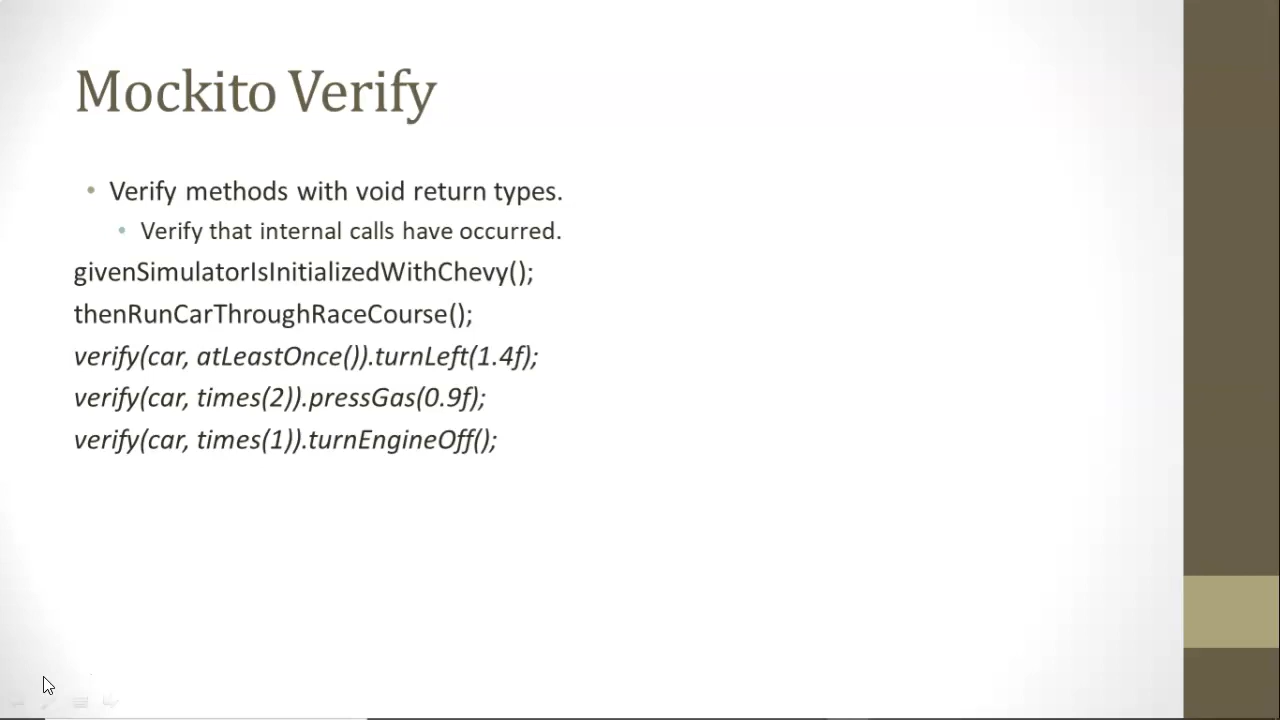 Mockito Verify
• Verify methods with void return types.
• Verify that internal calls have occurred.
givenSimulatorIsInitializedWithChevy();
thenRunCarThroughRaceCourse();
verify(car, atLeastOnce()).turnLeft(1.4f);
verify(car, times(2)).pressGas(0.9f);
verify(car, times(1)).turnEngineOff();